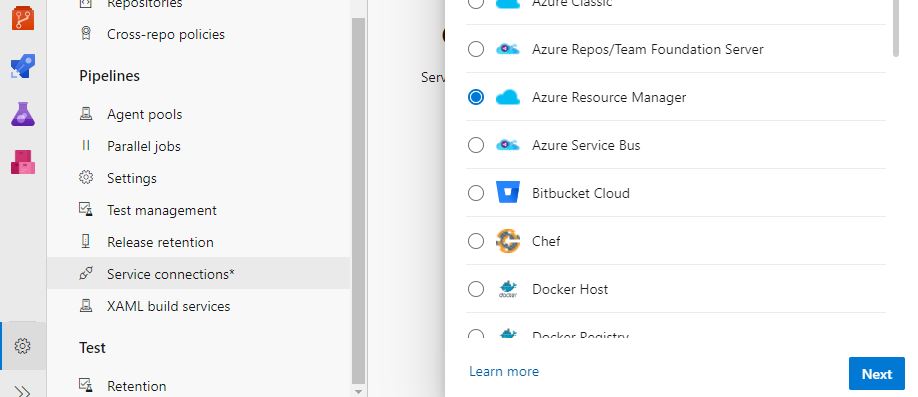 Repositories
Cross-repo policies
Pipelines
Agent pools
Parallel jobs
Settings
Test management
Release retention
Service connections*
XAML build services
Test
Retention
Serv
Azure Classic
Azure Repos/Team Foundation Server
Azure Resource Manager
Azure Service Bus
Bitbucket Cloud
Chef
docker
Docker Host
Docker Registry
Learn more
Next